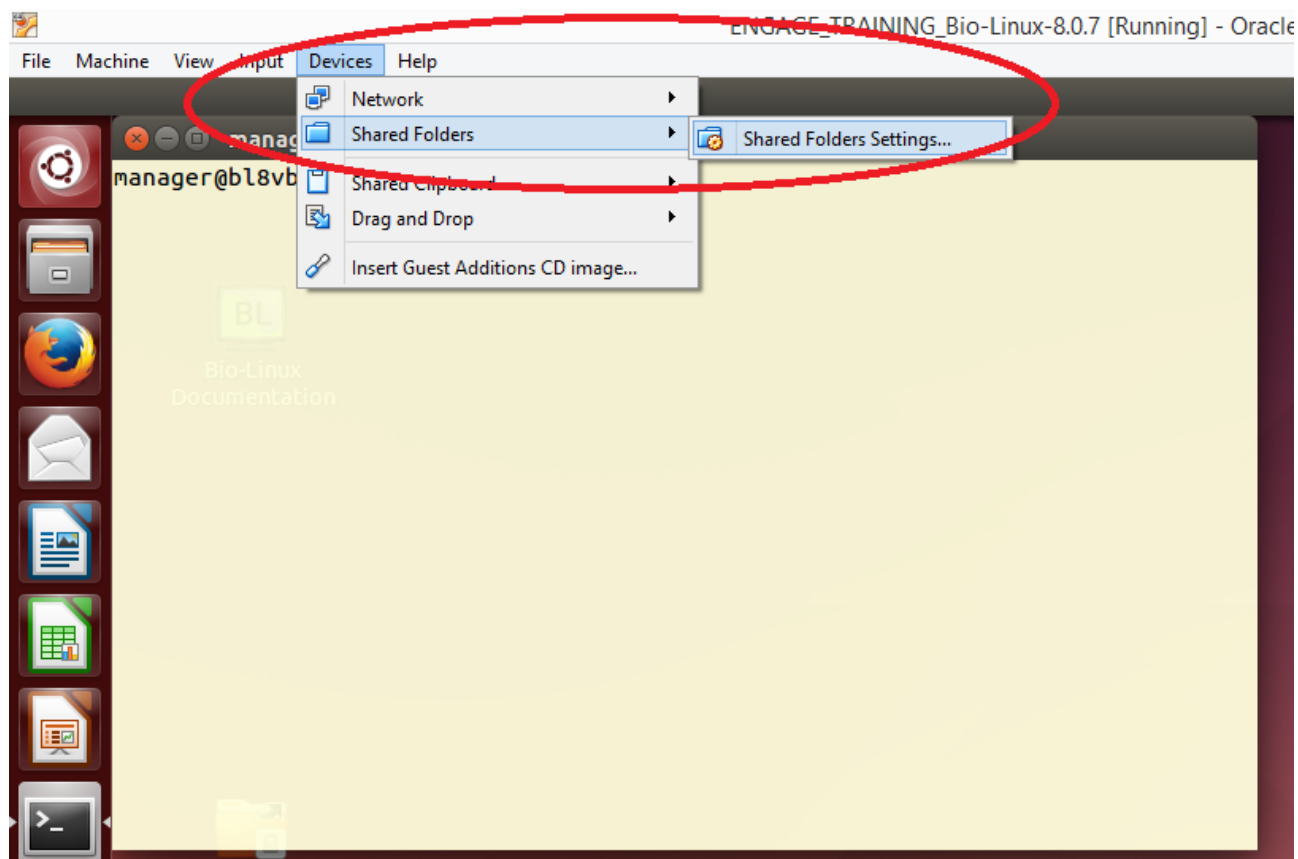 ENGAGE_TRAINING_Bio-Linux-8.0.7 [Running] - Oracle
File Machine View Input Devices Help
Network
Shared Folders
Shared Folders Settings...
manag
manager@bl8vb
Shared Clipboard
Drag and Drop
Insert Guest Additions CD image...
BL
Bio-Linux
Documentation
>_